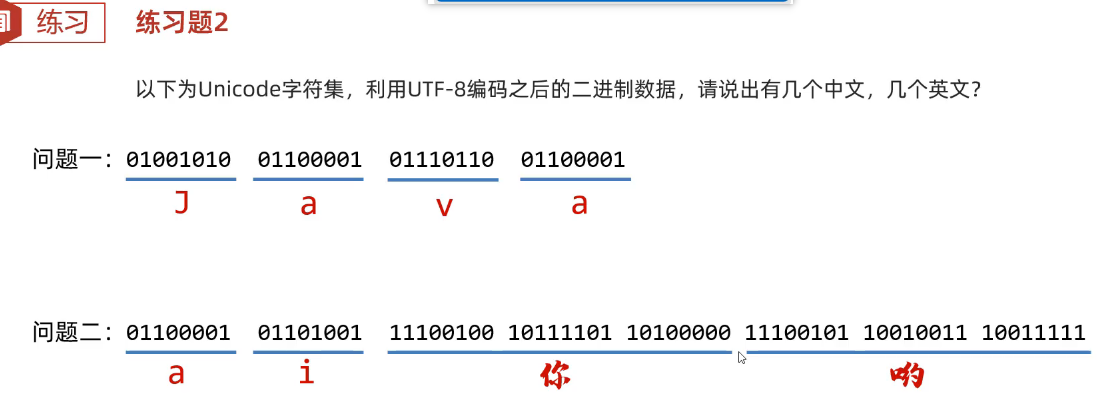 练习 练习题2
以下为Unicode字符集，利用UTF-8编码之后的二进制数据，请说出有几个中文，几个英文？
问题一：01001010 01100001 01110110 01100001
J a v a
问题二：01100001 01101001 11100100 10111101 10100000 11100101 10010011 10011111
a i 你 哟